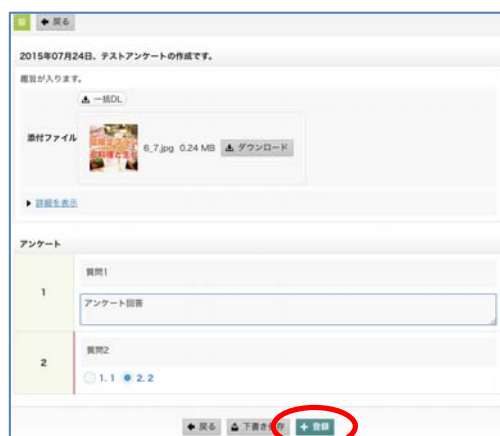 戻る
2015年07月24日、テストアンケートの作成です。
趣旨が入ります。
一括DL
添付ファイル
6_7.jpg 0.24 MB ダウンロード
詳細を表示
アンケート
1
質問1
アンケート回答
2
質問2
1. 1 2. 2
戻る 下書き保存 登録